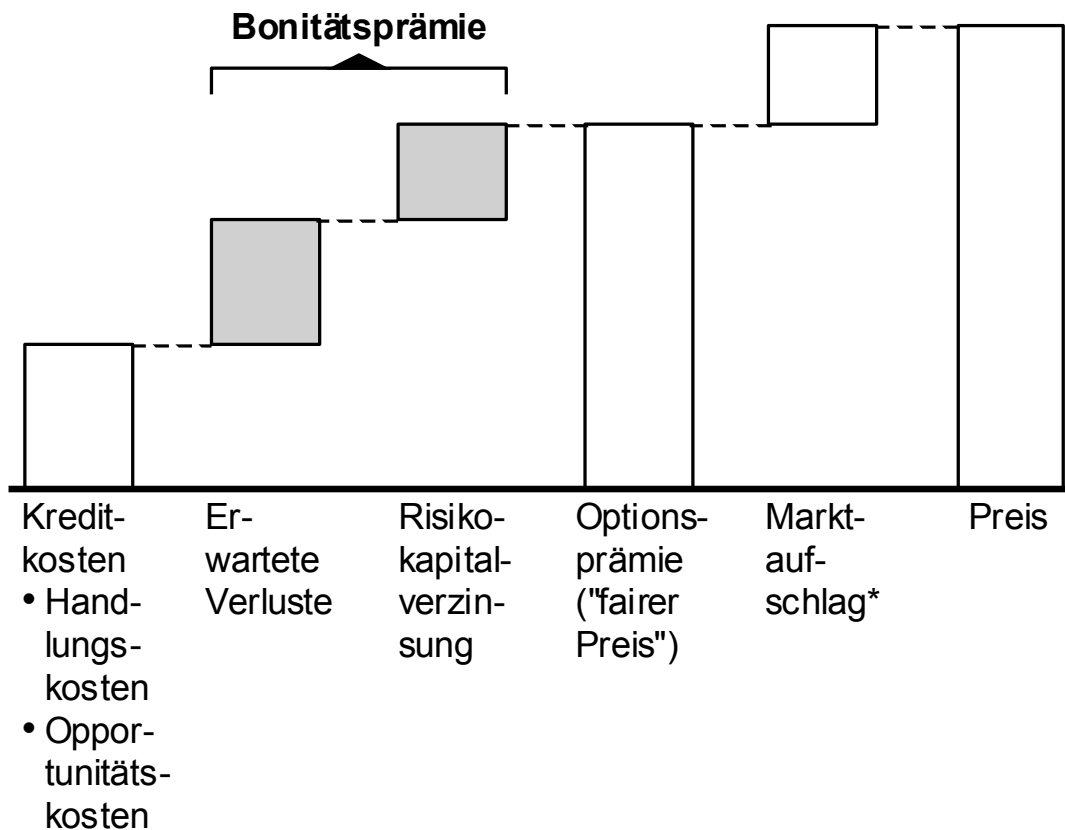 Bonitätsprämie
Kredit-
kosten
• Hand-
lungs-
kosten
• Oppor-
tunitäts-
kosten
Er-
wartete
Verluste
Risiko-
kapital-
verzin-
sung
Options-
prämie
("fairer
Preis")
Markt-
auf-
schlag*
Preis